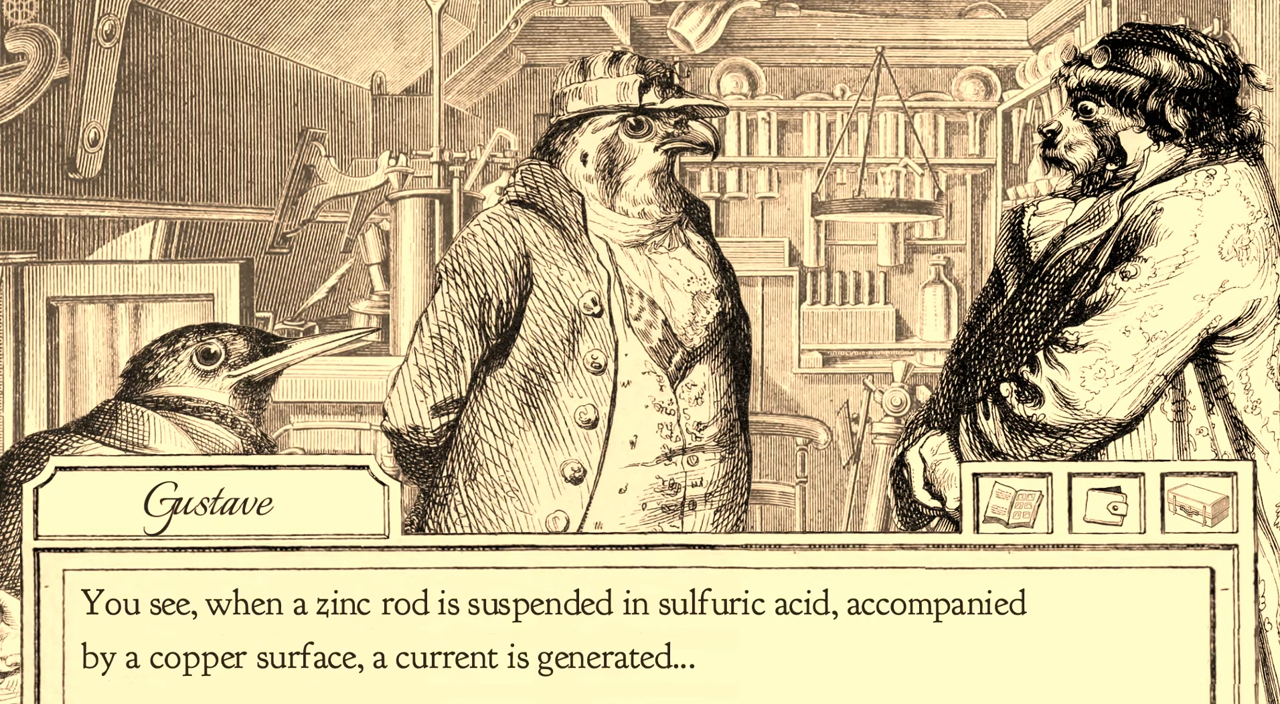 Gustave
You see, when a zinc rod is suspended in sulfuric acid, accompanied
by a copper surface, a current is generated...